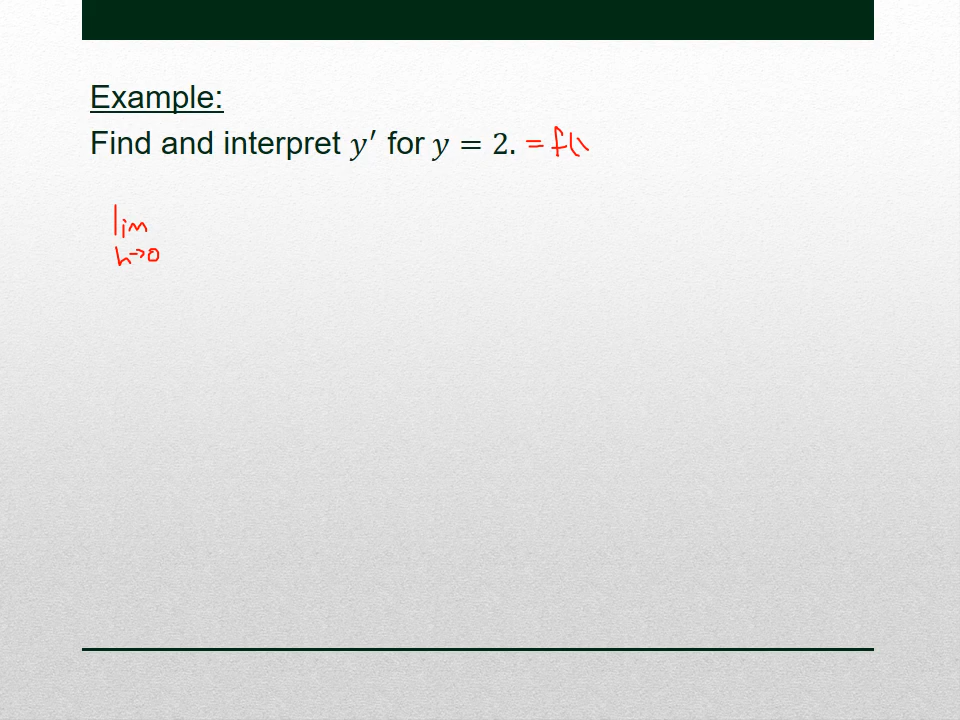 Example:
Find and interpret y′ for y = 2. = f(
lim
h→0